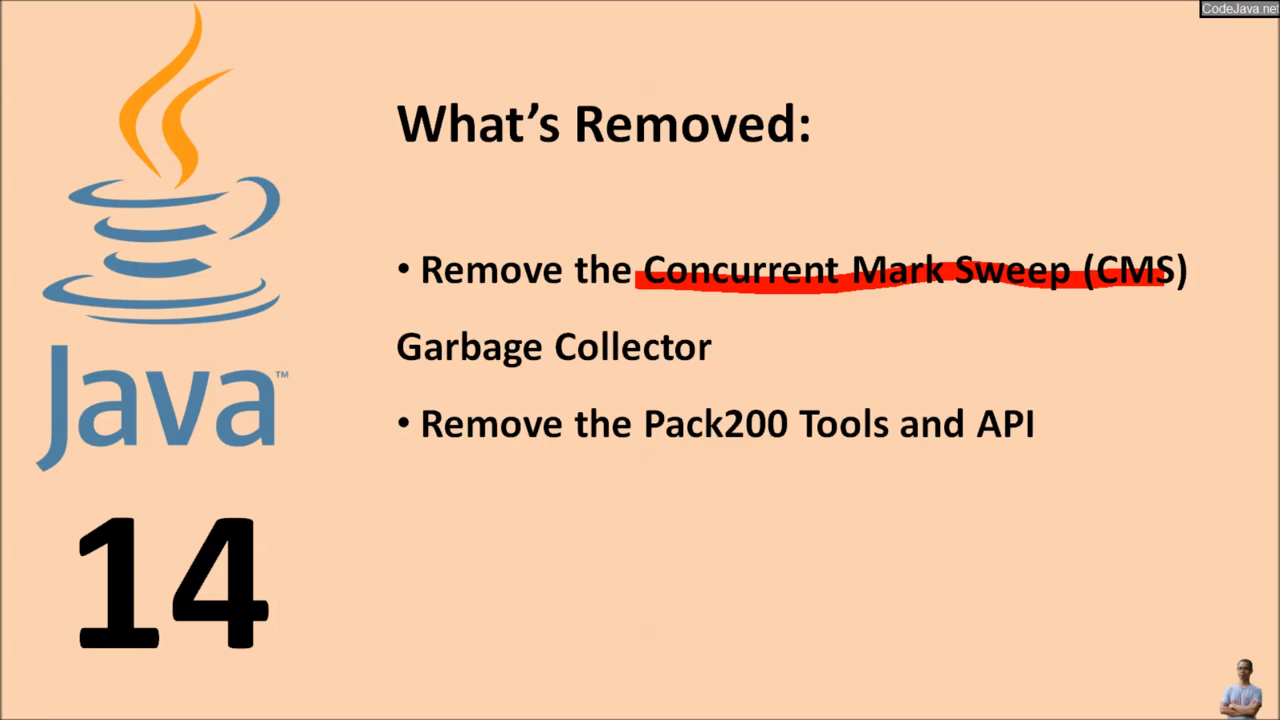 CodeJava.net
What’s Removed:
• Remove the Concurrent Mark Sweep (CMS)
Garbage Collector
• Remove the Pack200 Tools and API
Java™
14